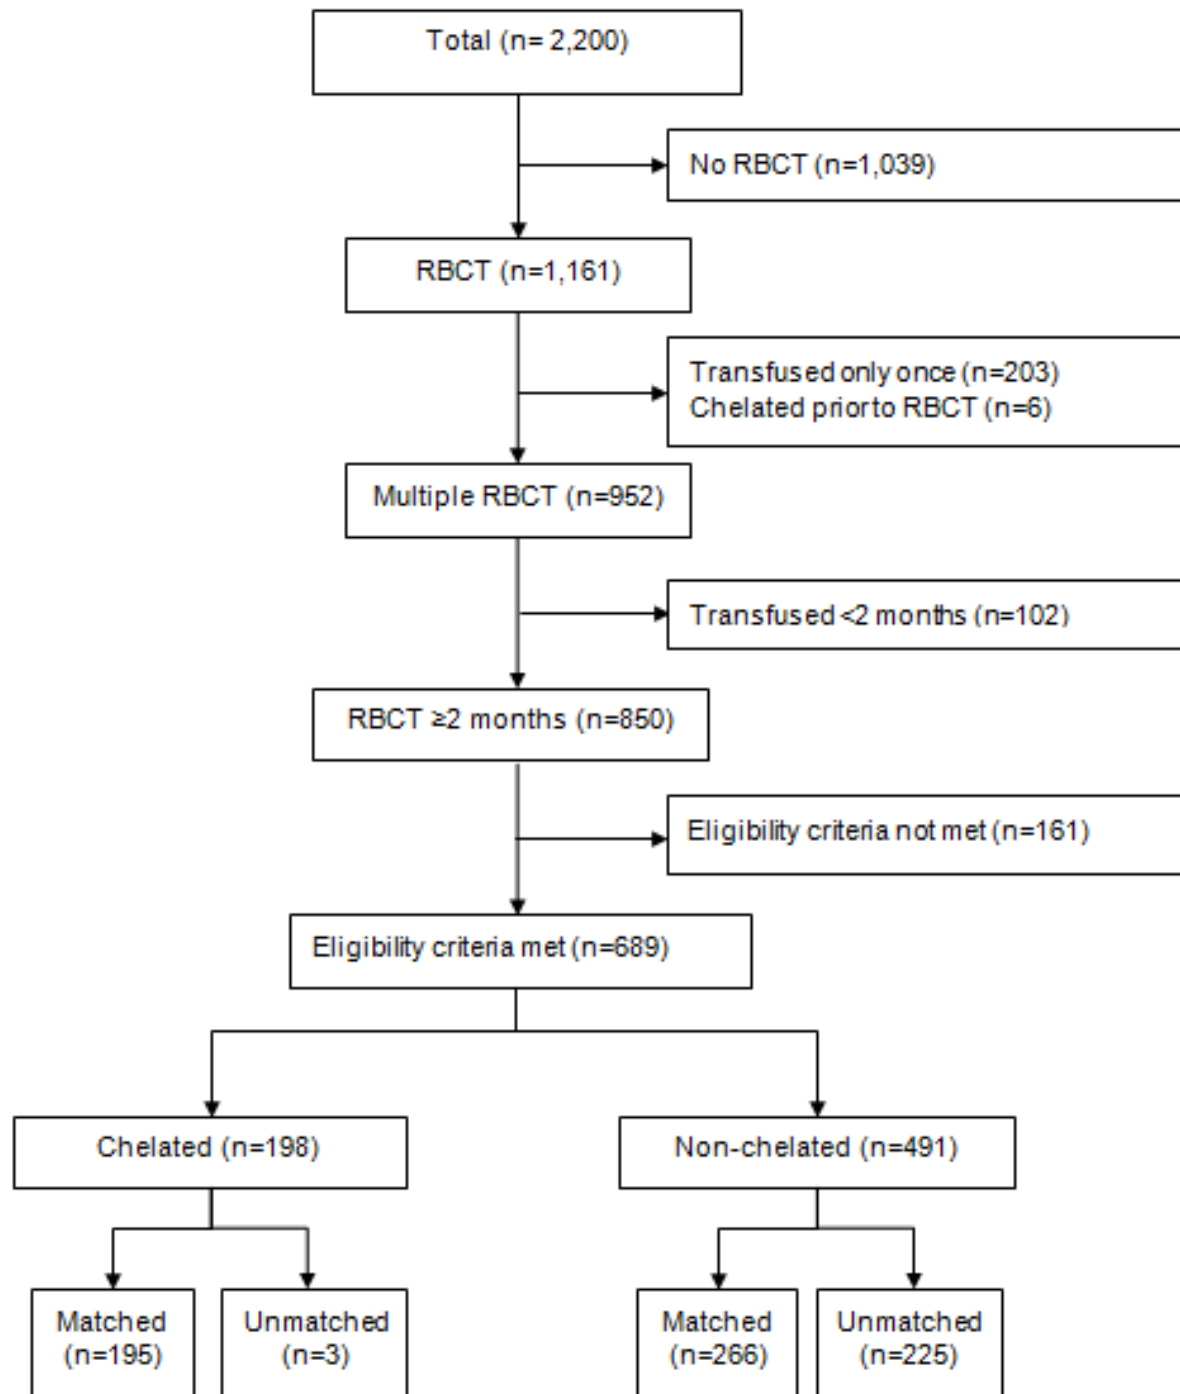 Total (n= 2,200)
No RBCT (n=1,039)
RBCT (n=1,161)
Transfused only once (n=203)
Chelated prior to RBCT (n=6)
Multiple RBCT (n=952)
Transfused <2 months (n=102)
RBCT ≥2 months (n=850)
Eligibility criteria not met (n=161)
Eligibility criteria met (n=689)
Chelated (n=198)
Non-chelated (n=491)
Matched
(n=195)
Unmatched
(n=3)
Matched
(n=266)
Unmatched
(n=225)